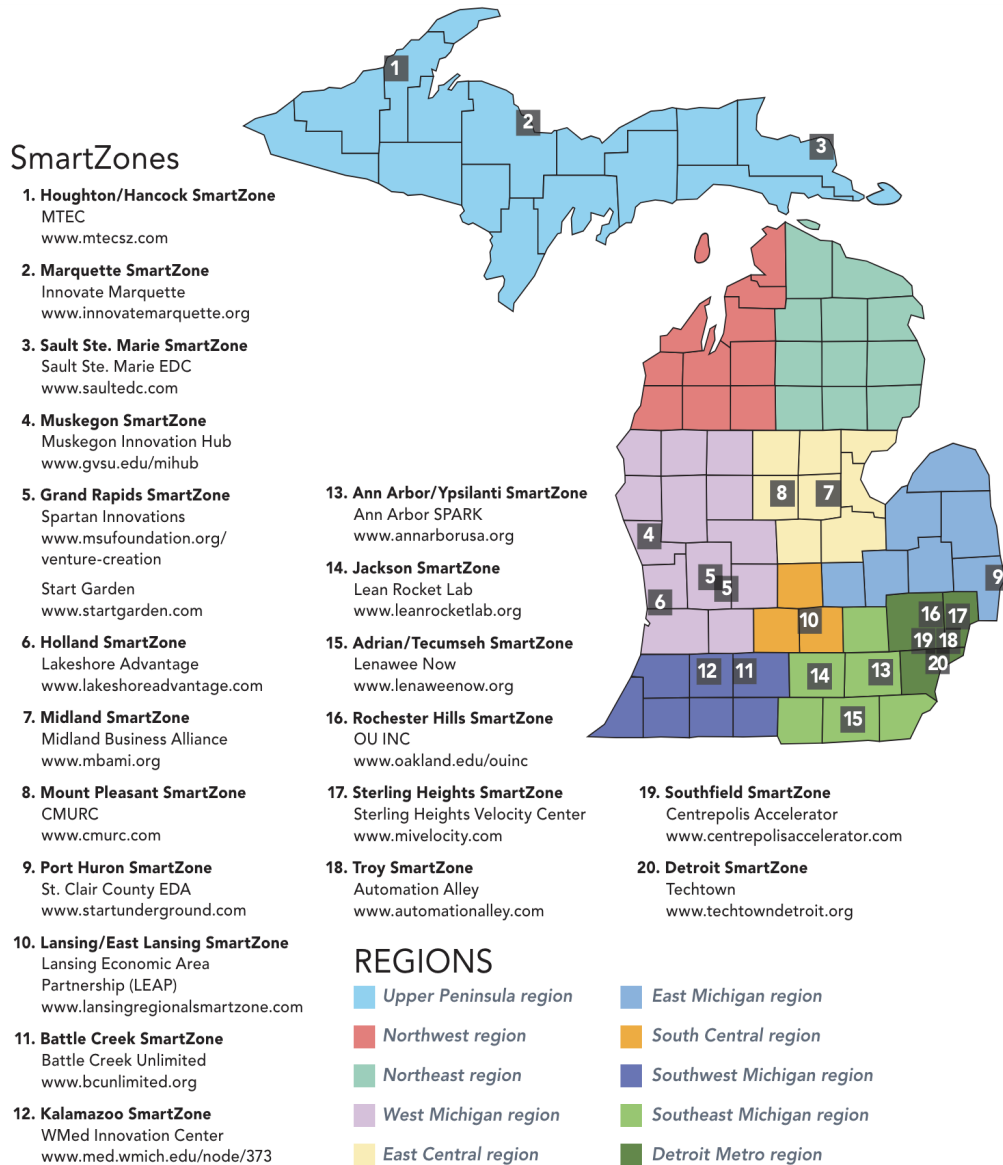 1
2
3
SmartZones
1. Houghton/Hancock SmartZone
MTEC
www.mtecsz.com
2. Marquette SmartZone
Innovate Marquette
www.innovatemarquette.org
3. Sault Ste. Marie SmartZone
Sault Ste. Marie EDC
www.saultedc.com
4. Muskegon SmartZone
Muskegon Innovation Hub
www.gvsu.edu/mihub
5. Grand Rapids SmartZone
Spartan Innovations
www.msufoundation.org/
venture-creation
Start Garden
www.startgarden.com
6. Holland SmartZone
Lakeshore Advantage
www.lakeshoreadvantage.com
7. Midland SmartZone
Midland Business Alliance
www.mbami.org
8. Mount Pleasant SmartZone
CMURC
www.cmurc.com
9. Port Huron SmartZone
St. Clair County EDA
www.startunderground.com
10. Lansing/East Lansing SmartZone
Lansing Economic Area
Partnership (LEAP)
www.lansingregionalsmartzone.com
11. Battle Creek SmartZone
Battle Creek Unlimited
www.bcunlimited.org
12. Kalamazoo SmartZone
WMed Innovation Center
www.med.wmich.edu/node/373
13. Ann Arbor/Ypsilanti SmartZone
Ann Arbor SPARK
www.annarborusa.org
14. Jackson SmartZone
Lean Rocket Lab
www.leanrocketlab.org
15. Adrian/Tecumseh SmartZone
Lenawee Now
www.lenaweenow.org
16. Rochester Hills SmartZone
OU INC
www.oakland.edu/ouinc
17. Sterling Heights SmartZone
Sterling Heights Velocity Center
www.mivelocity.com
18. Troy SmartZone
Automation Alley
www.automationalley.com
19. Southfield SmartZone
Centrepolis Accelerator
www.centrepolisaccelerator.com
20. Detroit SmartZone
Techtown
www.techtowndetroit.org
8
7
4
5
5
6
9
10
16
17
19
18
20
12
11
14
13
15
REGIONS
Upper Peninsula region
Northwest region
Northeast region
West Michigan region
East Central region
East Michigan region
South Central region
Southwest Michigan region
Southeast Michigan region
Detroit Metro region